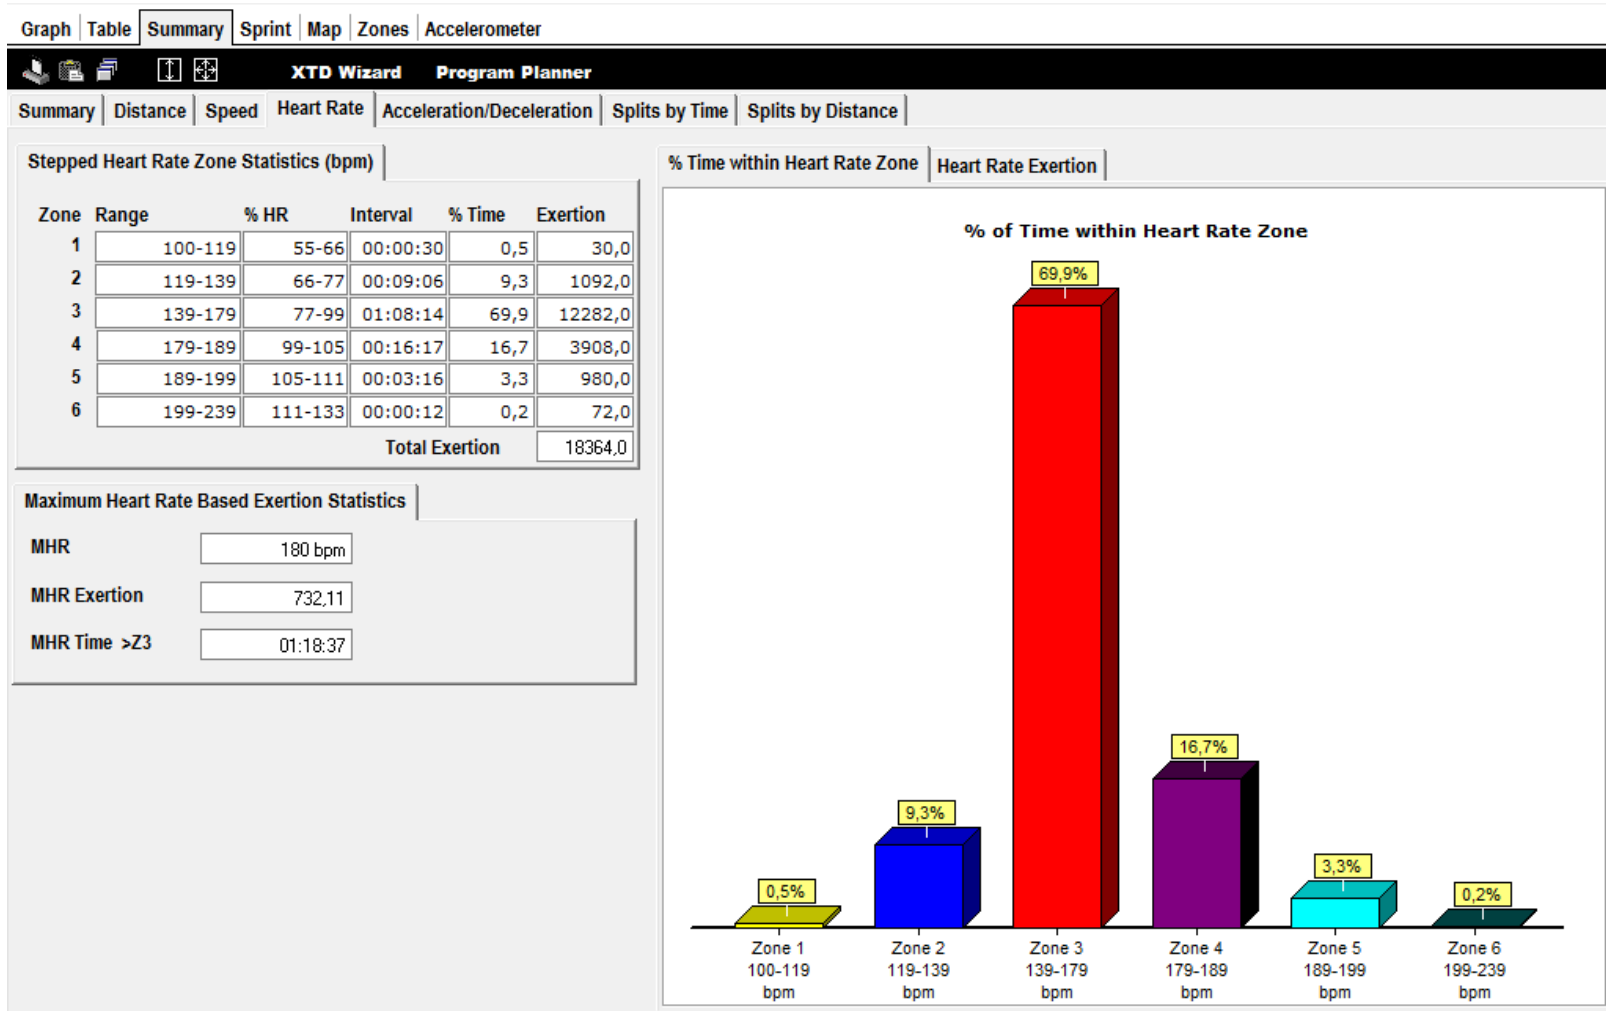 Graph Table Summary Sprint Map Zones Accelerometer
XTD Wizard Program Planner
Summary Distance Speed Heart Rate Acceleration/Deceleration Splits by Time Splits by Distance
Stepped Heart Rate Zone Statistics (bpm)
Zone Range % HR Interval % Time Exertion
1 100-119 55-66 00:00:30 0,5 30,0
2 119-139 66-77 00:09:06 9,3 1092,0
3 139-179 77-99 01:08:14 69,9 12282,0
4 179-189 99-105 00:16:17 16,7 3908,0
5 189-199 105-111 00:03:16 3,3 980,0
6 199-239 111-133 00:00:12 0,2 72,0
Total Exertion 18364,0
Maximum Heart Rate Based Exertion Statistics
MHR 180 bpm
MHR Exertion 732,11
MHR Time >Z3 01:18:37
% Time within Heart Rate Zone Heart Rate Exertion
% of Time within Heart Rate Zone
69,9%
16,7%
9,3%
3,3%
0,5%
0,2%
Zone 1 Zone 2 Zone 3 Zone 4 Zone 5 Zone 6
100-119 119-139 139-179 179-189 189-199 199-239
bpm bpm bpm bpm bpm bpm